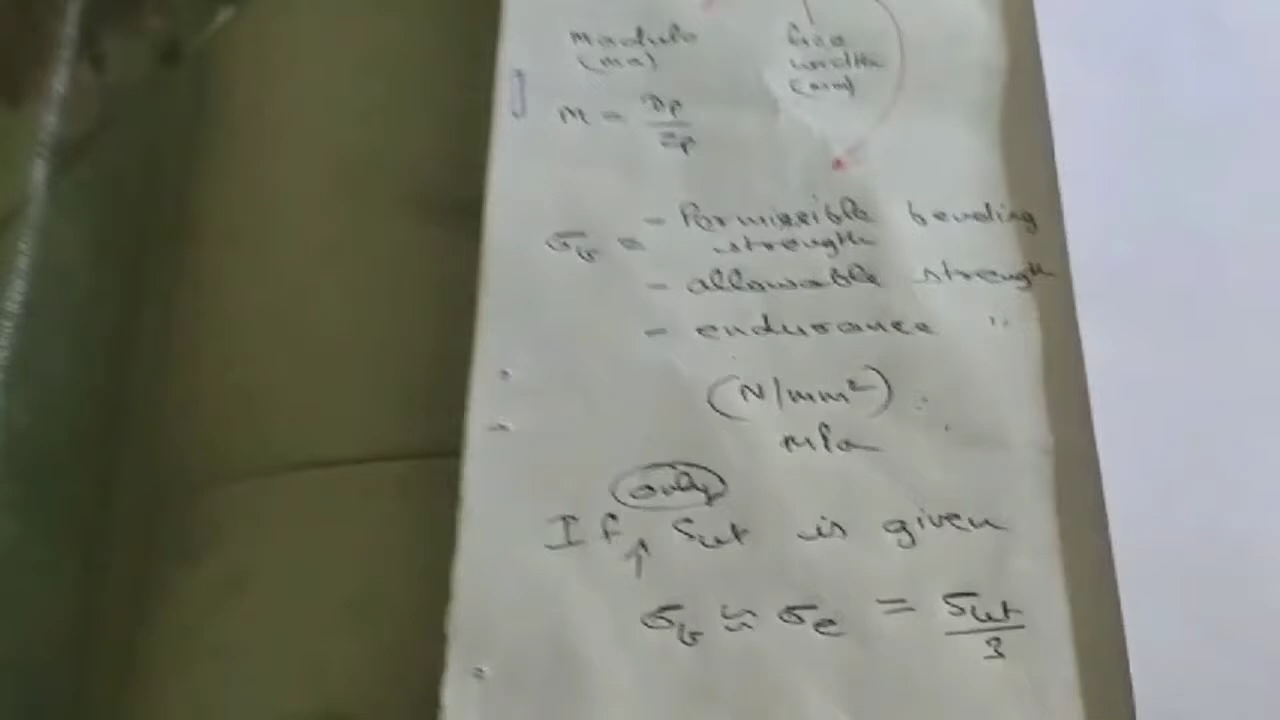 module face
(mm) width
(mm)
m = Dp
Zp
- Permissible bending
σb = strength
- allowable strength
- endurance "
(N/mm²)
MPa
only
If ↑ Sut is given
σb ≈ σe = Sut
3